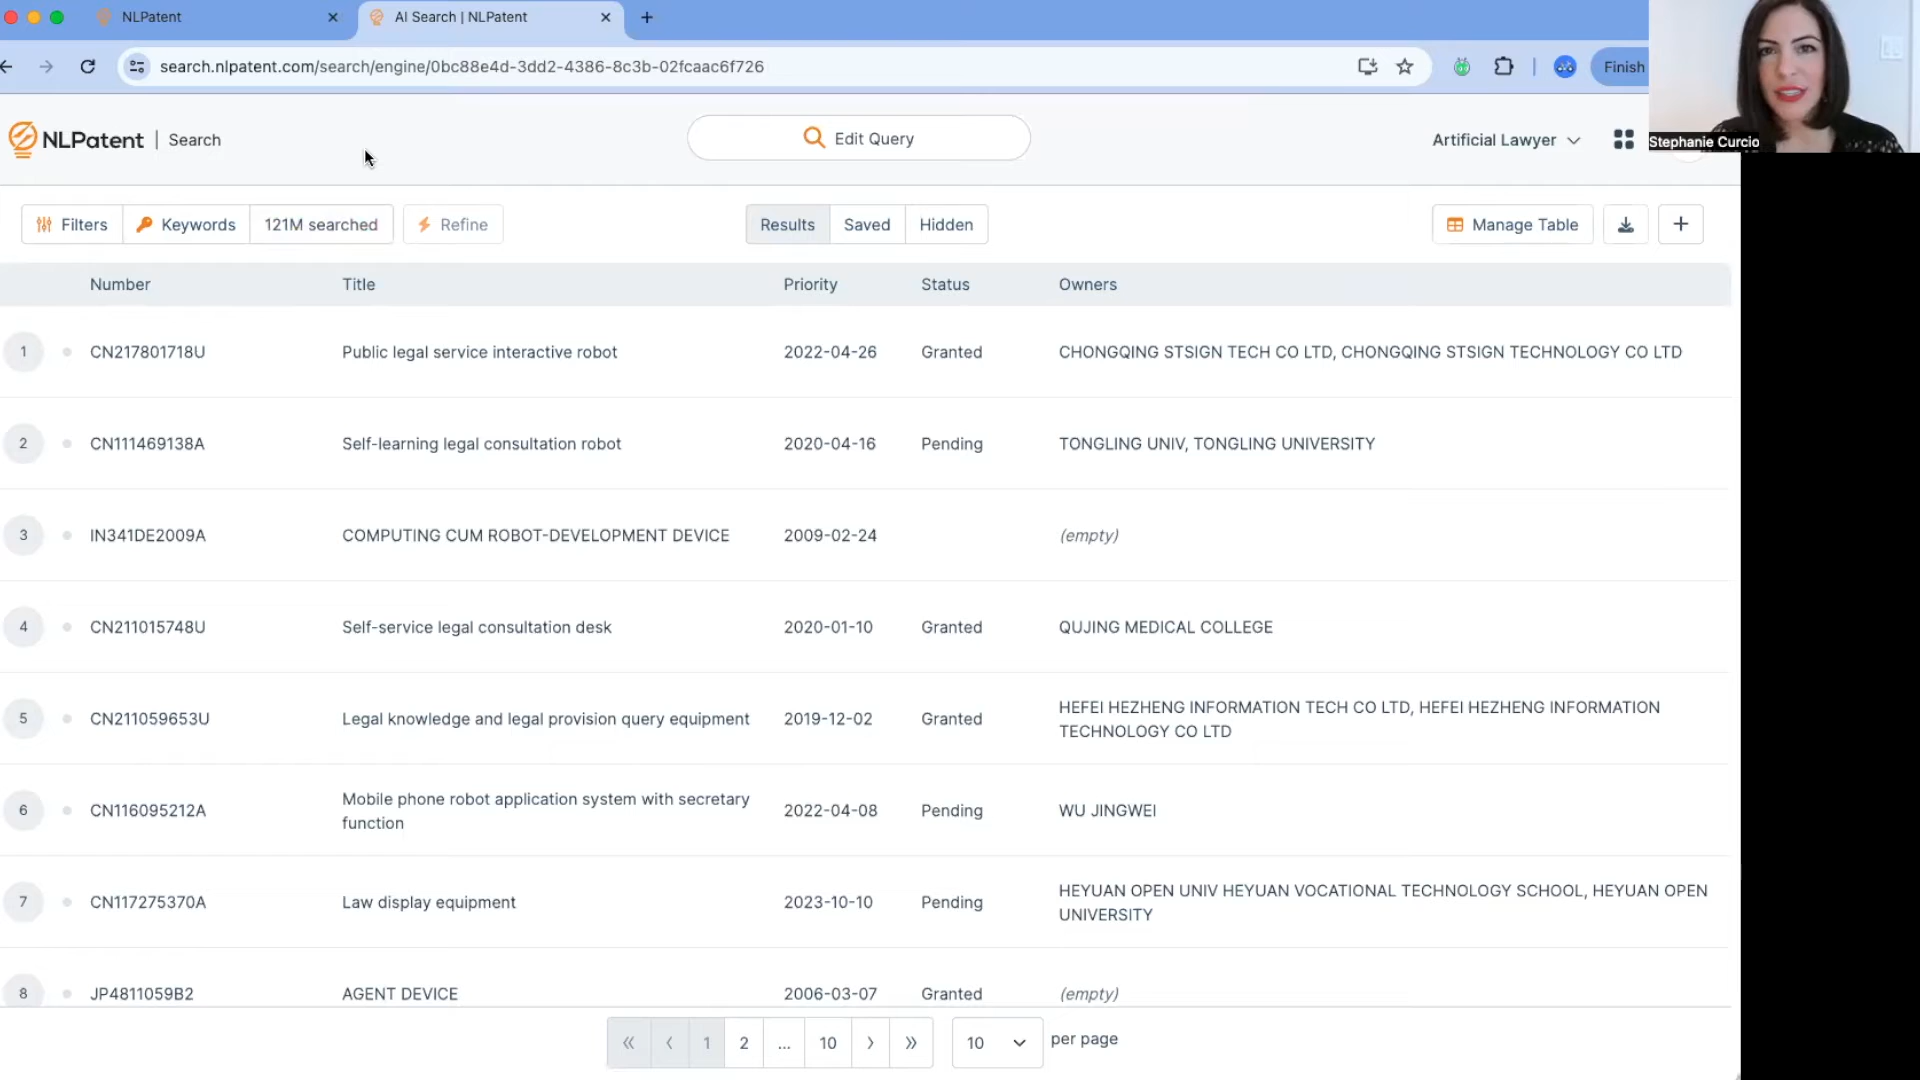 NLPatent
AI Search | NLPatent
search.nlpatent.com/search/engine/0bc88e4d-3dd2-4386-8c3b-02fcaac6f726
Finish
NLPatent | Search
Edit Query
Artificial Lawyer
Stephanie Curcio
Filters
Keywords
121M searched
Refine
Results
Saved
Hidden
Manage Table
Number Title Priority Status Owners
1 CN217801718U Public legal service interactive robot 2022-04-26 Granted CHONGQING STSIGN TECH CO LTD, CHONGQING STSIGN TECHNOLOGY CO LTD
2 CN111469138A Self-learning legal consultation robot 2020-04-16 Pending TONGLING UNIV, TONGLING UNIVERSITY
3 IN341DE2009A COMPUTING CUM ROBOT-DEVELOPMENT DEVICE 2009-02-24 (empty)
4 CN211015748U Self-service legal consultation desk 2020-01-10 Granted QUJING MEDICAL COLLEGE
5 CN211059653U Legal knowledge and legal provision query equipment 2019-12-02 Granted HEFEI HEZHENG INFORMATION TECH CO LTD, HEFEI HEZHENG INFORMATION
TECHNOLOGY CO LTD
6 CN116095212A Mobile phone robot application system with secretary
function 2022-04-08 Pending WU JINGWEI
7 CN117275370A Law display equipment 2023-10-10 Pending HEYUAN OPEN UNIV HEYUAN VOCATIONAL TECHNOLOGY SCHOOL, HEYUAN OPEN
UNIVERSITY
8 JP4811059B2 AGENT DEVICE 2006-03-07 Granted (empty)
« ‹ 1 2 ... 10 › » 10 per page